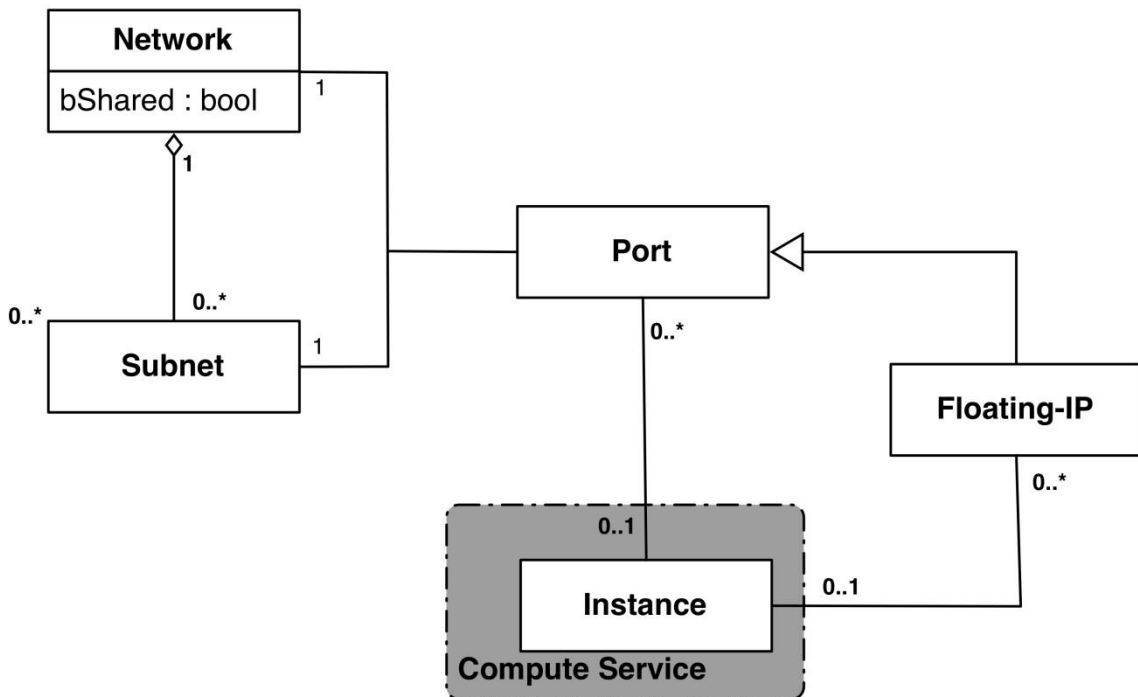 Network
bShared : bool
1
1
0..*
0..*
Subnet
1
Port
0..*
Floating-IP
0..*
0..1
Instance
0..1
Compute Service